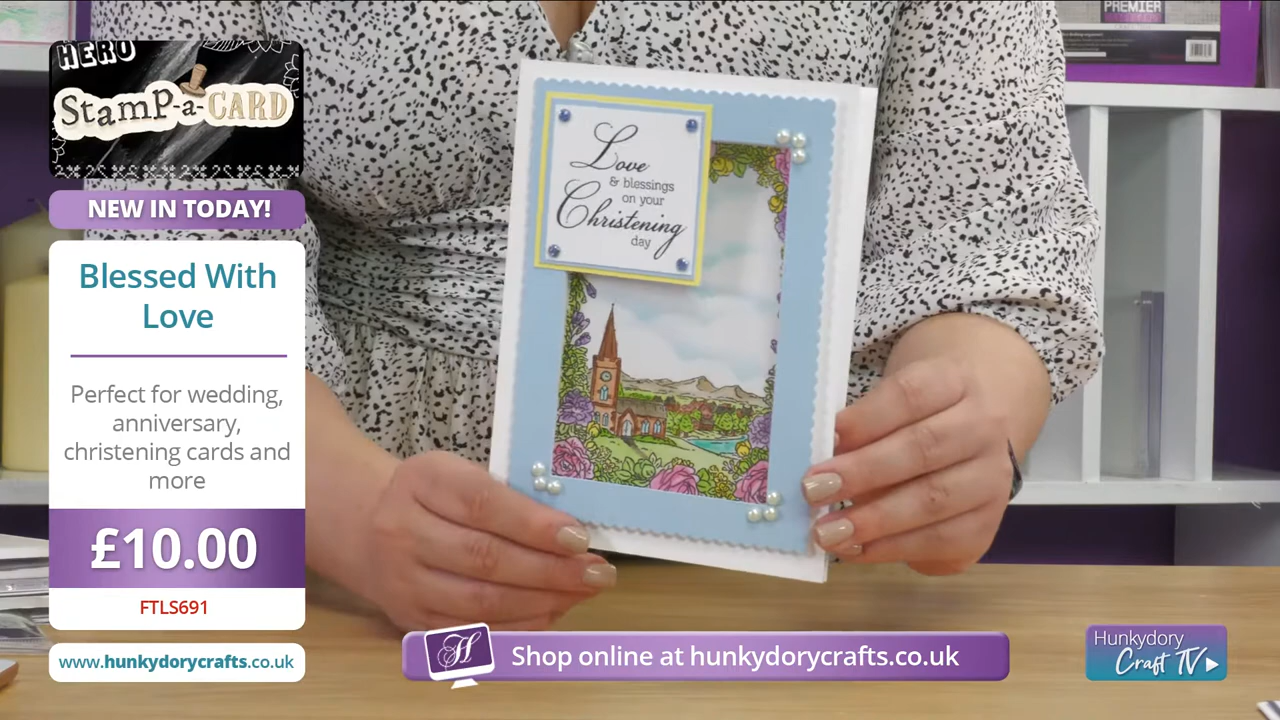 HERO
Stamp-a-CARD
NEW IN TODAY!
Blessed With
Love
Perfect for wedding,
anniversary,
christening cards and
more
£10.00
FTLS691
www.hunkydorycrafts.co.uk
Love
& blessings
on your
Christening
day
PREMIER
H
Shop online at hunkydorycrafts.co.uk
Hunkydory
Craft TV